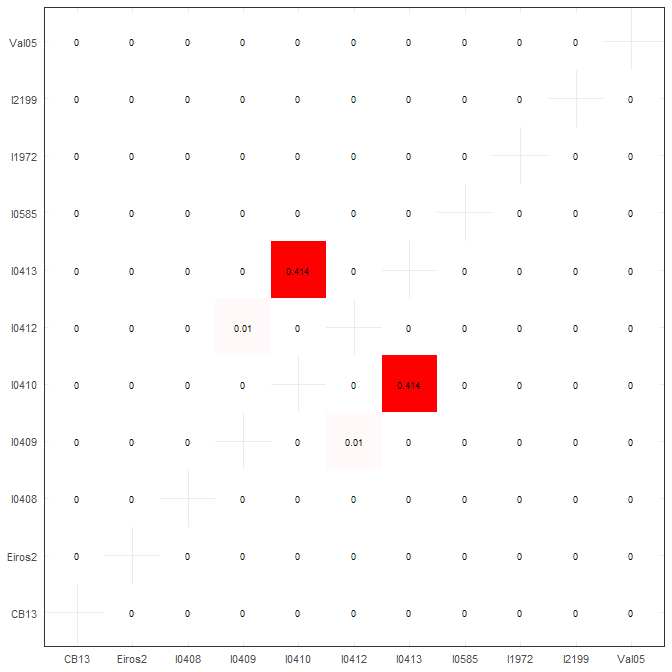 Val05 0 0 0 0 0 0 0 0 0 0
I2199 0 0 0 0 0 0 0 0 0 0
I1972 0 0 0 0 0 0 0 0 0 0
I0585 0 0 0 0 0 0 0 0 0 0
I0413 0 0 0 0 0.414 0 0 0 0 0
I0412 0 0 0 0.01 0 0 0 0 0 0
I0410 0 0 0 0 0 0.414 0 0 0 0
I0409 0 0 0 0 0.01 0 0 0 0 0
I0408 0 0 0 0 0 0 0 0 0 0
Eiros2 0 0 0 0 0 0 0 0 0 0
CB13 0 0 0 0 0 0 0 0 0 0
CB13 Eiros2 I0408 I0409 I0410 I0412 I0413 I0585 I1972 I2199 Val05